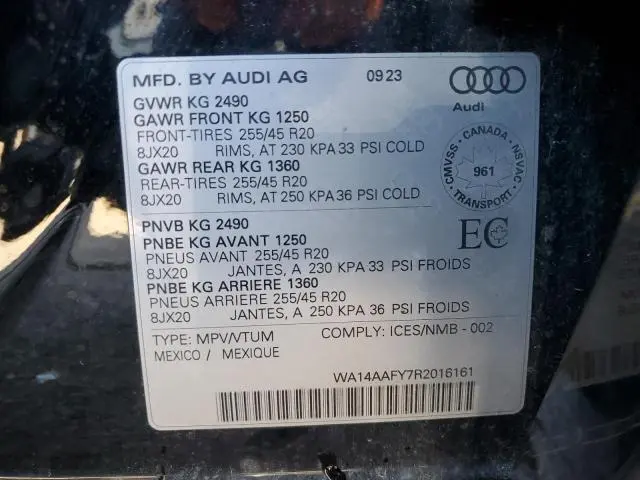 MFD. BY AUDI AG 09 23
Audi
GVWR KG 2490
GAWR FRONT KG 1250
FRONT-TIRES 255/45 R20
8JX20 RIMS, AT 230 KPA 33 PSI COLD
GAWR REAR KG 1360
REAR-TIRES 255/45 R20
8JX20 RIMS, AT 250 KPA 36 PSI COLD
CMVSS - CANADA - NSVAC
961
- TRANSPORT -
PNVB KG 2490
PNBE KG AVANT 1250
PNEUS AVANT 255/45 R20
8JX20 JANTES, A 230 KPA 33 PSI FROIDS
PNBE KG ARRIERE 1360
PNEUS ARRIERE 255/45 R20
8JX20 JANTES, A 250 KPA 36 PSI FROIDS
EC
TYPE: MPV/VTUM COMPLY: ICES/NMB - 002
MEXICO / MEXIQUE
WA14AAFY7R2016161